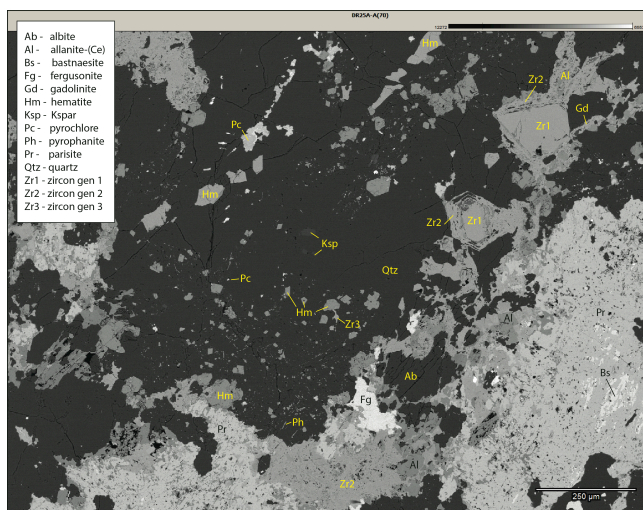 DR25A-A(70)
12272
Ab - albite
Al - allanite-(Ce)
Bs - bastnaesite
Fg - fergusonite
Gd - gadolinite
Hm - hematite
Ksp - Kspar
Pc - pyrochlore
Ph - pyrophanite
Pr - parisite
Qtz - quartz
Zr1 - zircon gen 1
Zr2 - zircon gen 2
Zr3 - zircon gen 3
Hm
Zr2
Al
Gd
Pc
Zr1
Hm
Zr2
Zr1
Ksp
Qtz
Pc
Hm
Zr3
Al
Pr
Ab
Bs
Hm
Fg
Ph
Pr
Al
Zr2
250 µm